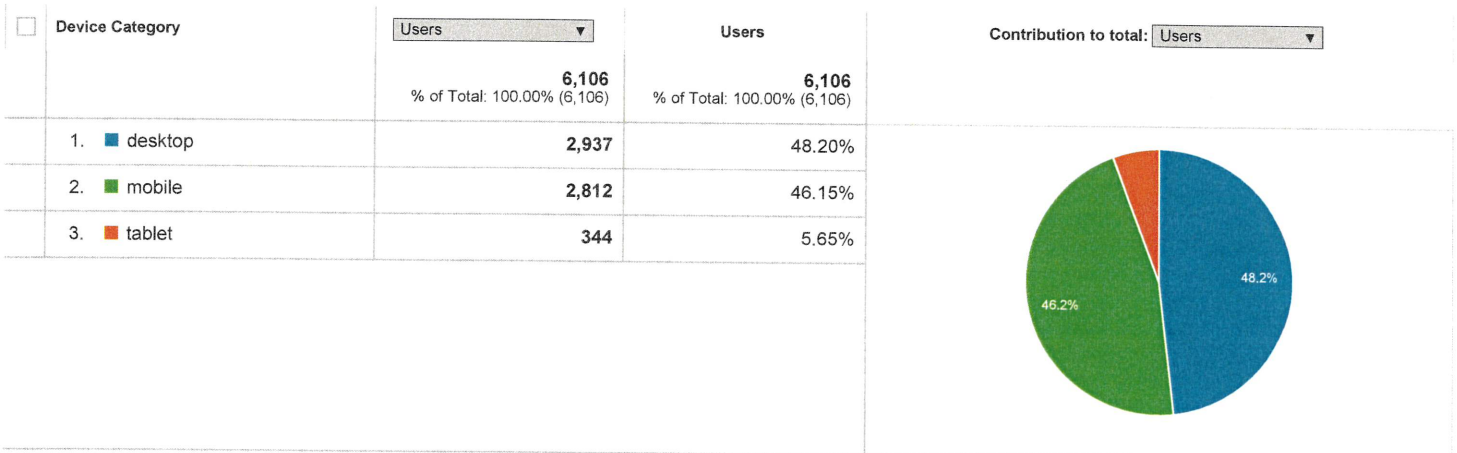 Device Category Users ▼ Users Contribution to total: Users ▼
6,106 6,106
% of Total: 100.00% (6,106) % of Total: 100.00% (6,106)
1. desktop 2,937 48.20%
2. mobile 2,812 46.15%
3. tablet 344 5.65%
48.2%
46.2%